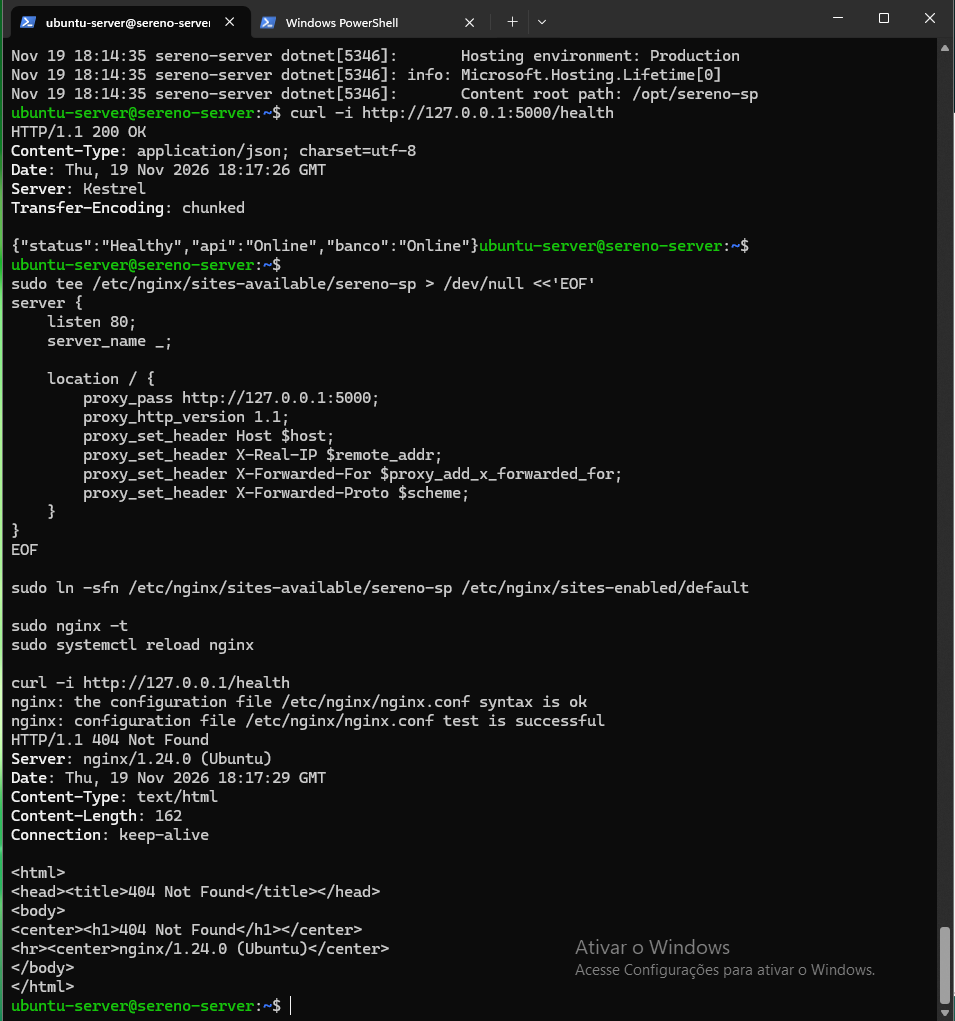 ubuntu-server@sereno-server
Windows PowerShell
Nov 19 18:14:35 sereno-server dotnet[5346]:       Hosting environment: Production
Nov 19 18:14:35 sereno-server dotnet[5346]: info: Microsoft.Hosting.Lifetime[0]
Nov 19 18:14:35 sereno-server dotnet[5346]:       Content root path: /opt/sereno-sp
ubuntu-server@sereno-server:~$ curl -i http://127.0.0.1:5000/health
HTTP/1.1 200 OK
Content-Type: application/json; charset=utf-8
Date: Thu, 19 Nov 2026 18:17:26 GMT
Server: Kestrel
Transfer-Encoding: chunked

{"status":"Healthy","api":"Online","banco":"Online"}ubuntu-server@sereno-server:~$
ubuntu-server@sereno-server:~$
sudo tee /etc/nginx/sites-available/sereno-sp > /dev/null <<'EOF'
server {
    listen 80;
    server_name _;

    location / {
        proxy_pass http://127.0.0.1:5000;
        proxy_http_version 1.1;
        proxy_set_header Host $host;
        proxy_set_header X-Real-IP $remote_addr;
        proxy_set_header X-Forwarded-For $proxy_add_x_forwarded_for;
        proxy_set_header X-Forwarded-Proto $scheme;
    }
}
EOF

sudo ln -sfn /etc/nginx/sites-available/sereno-sp /etc/nginx/sites-enabled/default

sudo nginx -t
sudo systemctl reload nginx

curl -i http://127.0.0.1/health
nginx: the configuration file /etc/nginx/nginx.conf syntax is ok
nginx: configuration file /etc/nginx/nginx.conf test is successful
HTTP/1.1 404 Not Found
Server: nginx/1.24.0 (Ubuntu)
Date: Thu, 19 Nov 2026 18:17:29 GMT
Content-Type: text/html
Content-Length: 162
Connection: keep-alive

<html>
<head><title>404 Not Found</title></head>
<body>
<center><h1>404 Not Found</h1></center>
<hr><center>nginx/1.24.0 (Ubuntu)</center>
</body>
</html>
ubuntu-server@sereno-server:~$
Ativar o Windows
Acesse Configurações para ativar o Windows.